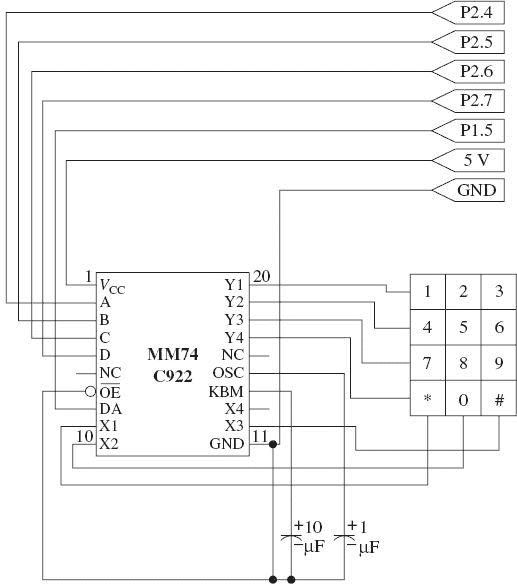 P2.4
P2.5
P2.6
P2.7
P1.5
5 V
GND
1 VCC Y1 20
A Y2
B Y3
C Y4
D NC
NC OSC
OE KBM
DA X4
X1 X3
10 X2 GND 11
MM74
C922
1 2 3
4 5 6
7 8 9
* 0 #
+10
−µF
+1
−µF